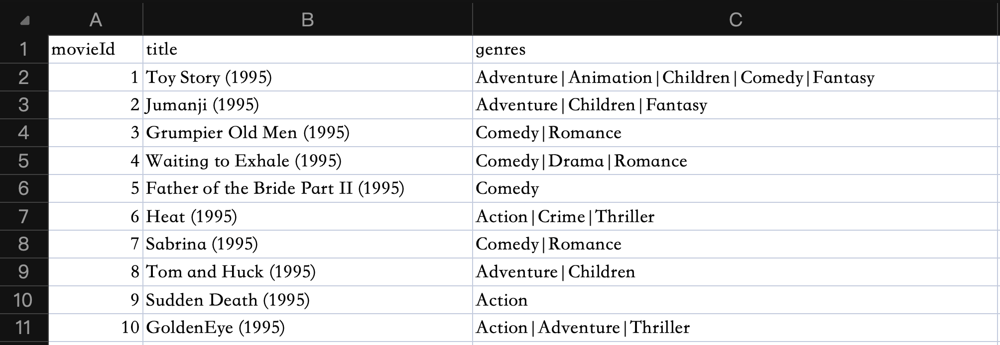 A B C
1 movieId title genres
2 1 Toy Story (1995) Adventure|Animation|Children|Comedy|Fantasy
3 2 Jumanji (1995) Adventure|Children|Fantasy
4 3 Grumpier Old Men (1995) Comedy|Romance
5 4 Waiting to Exhale (1995) Comedy|Drama|Romance
6 5 Father of the Bride Part II (1995) Comedy
7 6 Heat (1995) Action|Crime|Thriller
8 7 Sabrina (1995) Comedy|Romance
9 8 Tom and Huck (1995) Adventure|Children
10 9 Sudden Death (1995) Action
11 10 GoldenEye (1995) Action|Adventure|Thriller